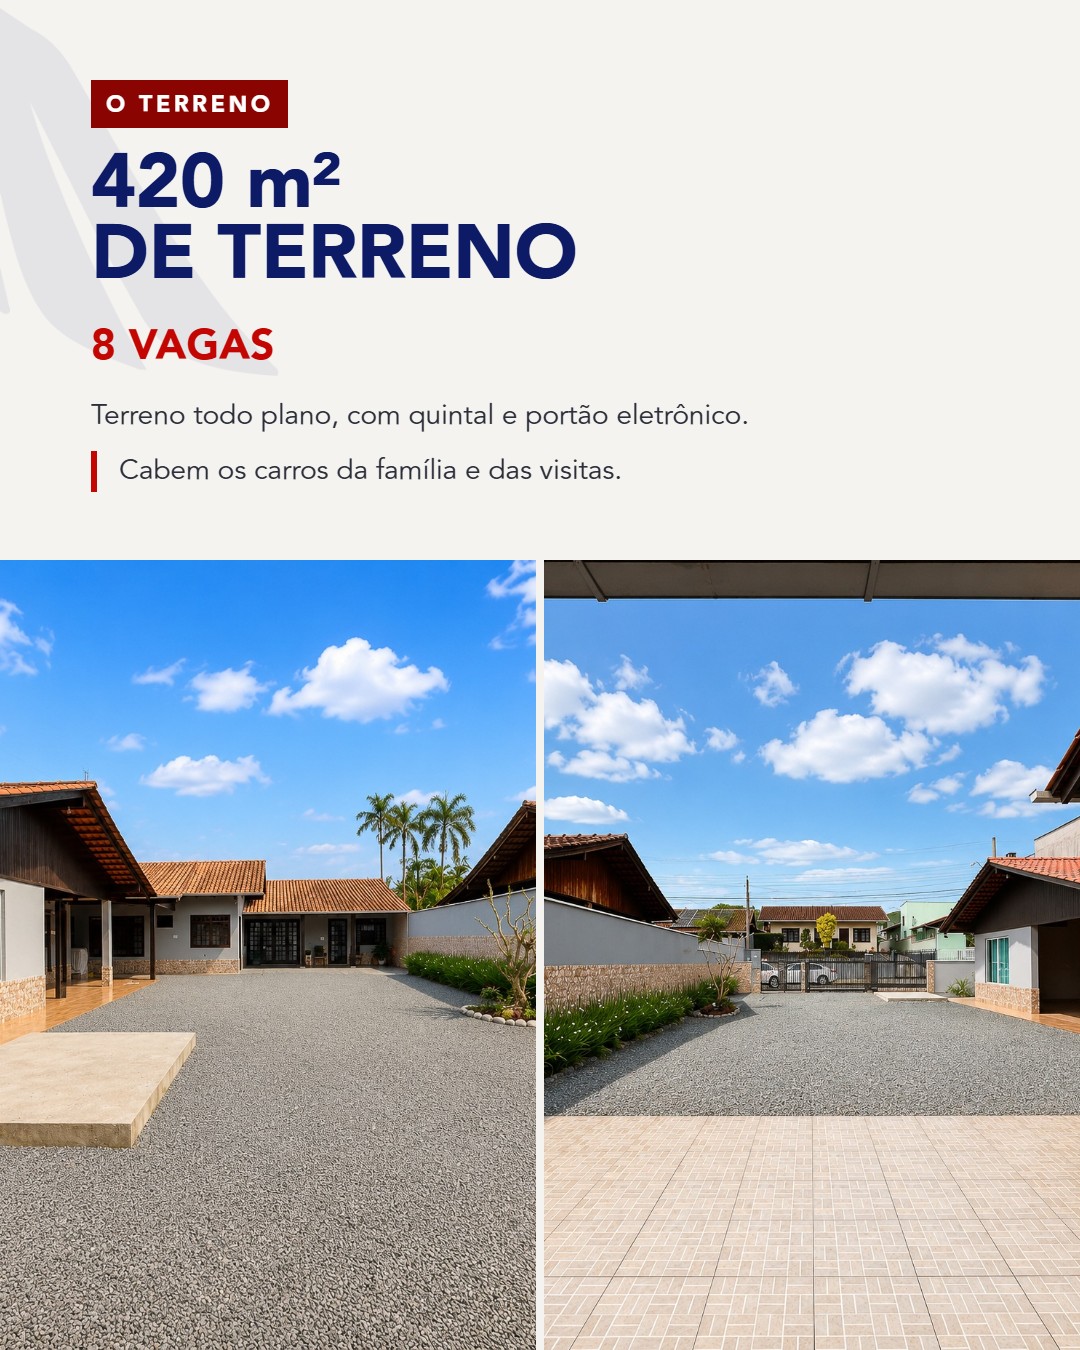 O TERRENO
420 m²
DE TERRENO
8 VAGAS
Terreno todo plano, com quintal e portão eletrônico.
Cabem os carros da família e das visitas.